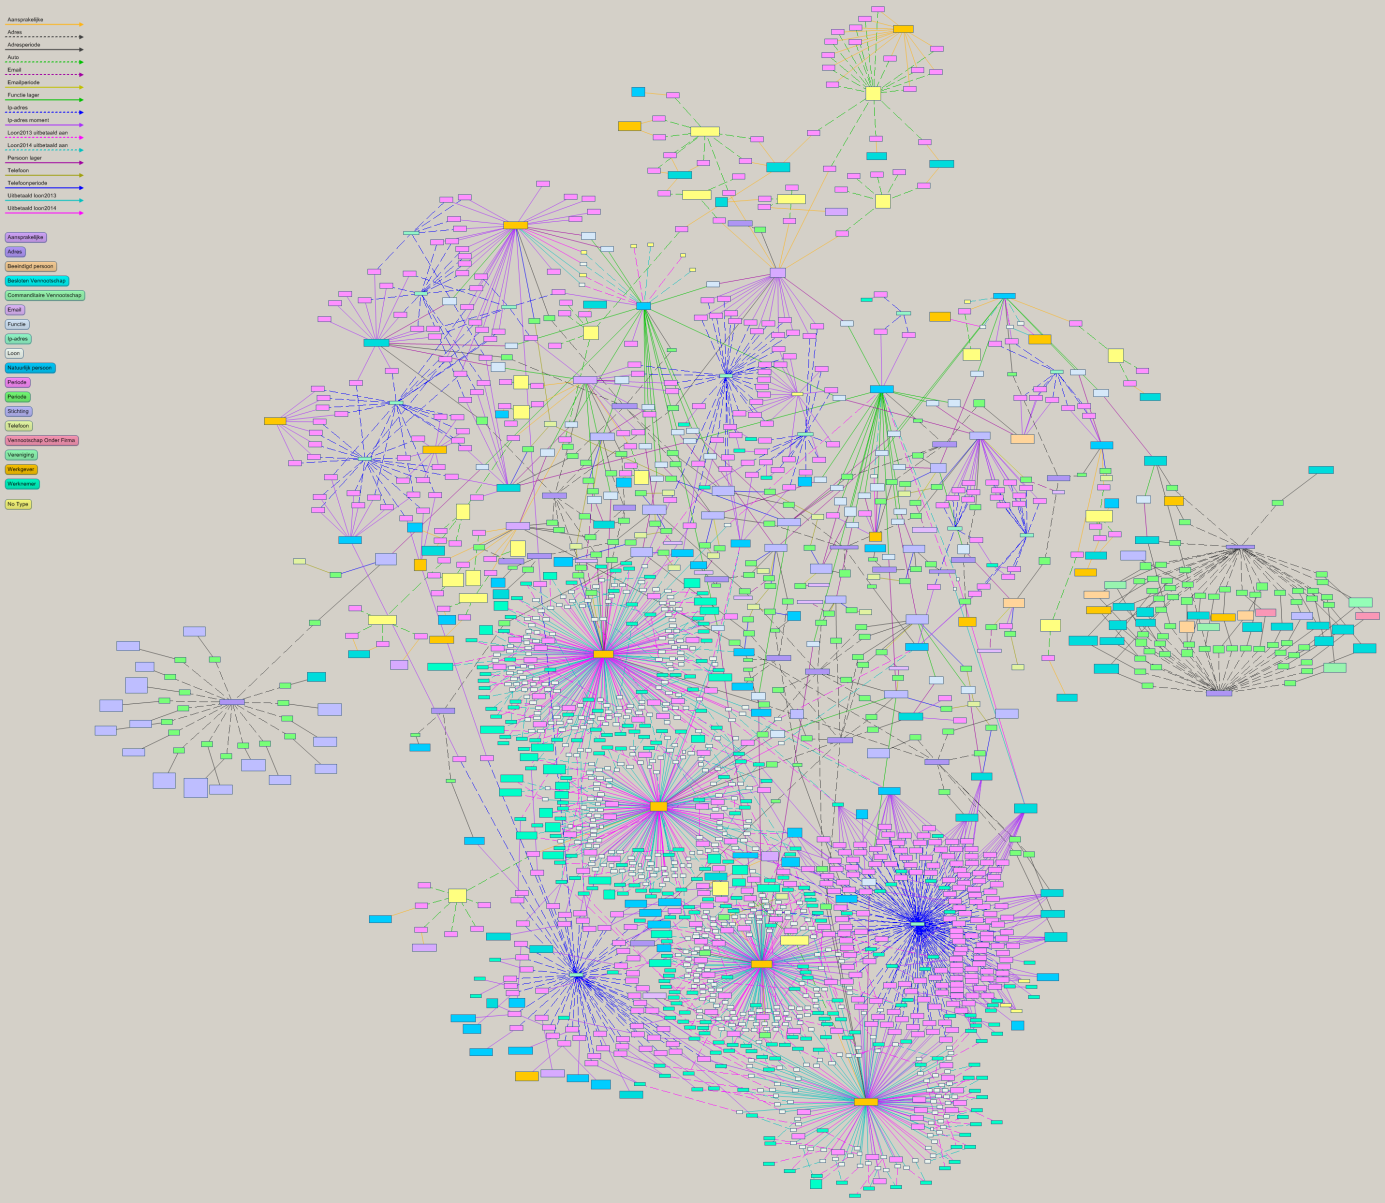 Aansprakelijke
Adres
Adresperiode
Auto
Email
Emailperiode
Functie lager
Ip-adres
Ip-adres moment
Loon2013 uitbetaald aan
Loon2014 uitbetaald aan
Persoon lager
Telefoon
Telefoonperiode
Uitbetaald loon2013
Uitbetaald loon2014
Aansprakelijke
Adres
Beeindigd persoon
Besloten Vennootschap
Commanditaire Vennootschap
Email
Functie
Ip-adres
Loon
Natuurlijk persoon
Periode
Periode
Stichting
Telefoon
Vennootschap Onder Firma
Vereniging
Werkgever
Werknemer
No Type